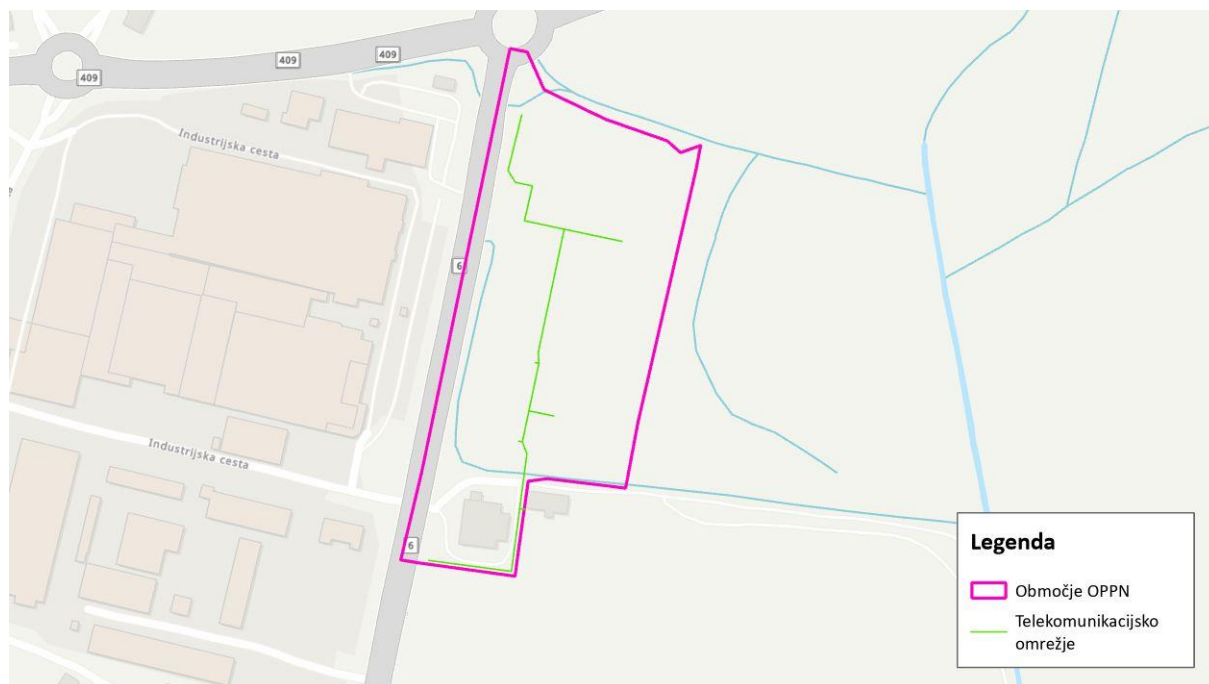 409
409
409
Industrijska cesta
6
Industrijska cesta
6
Legenda
Območje OPPN
Telekomunikacijsko
omrežje